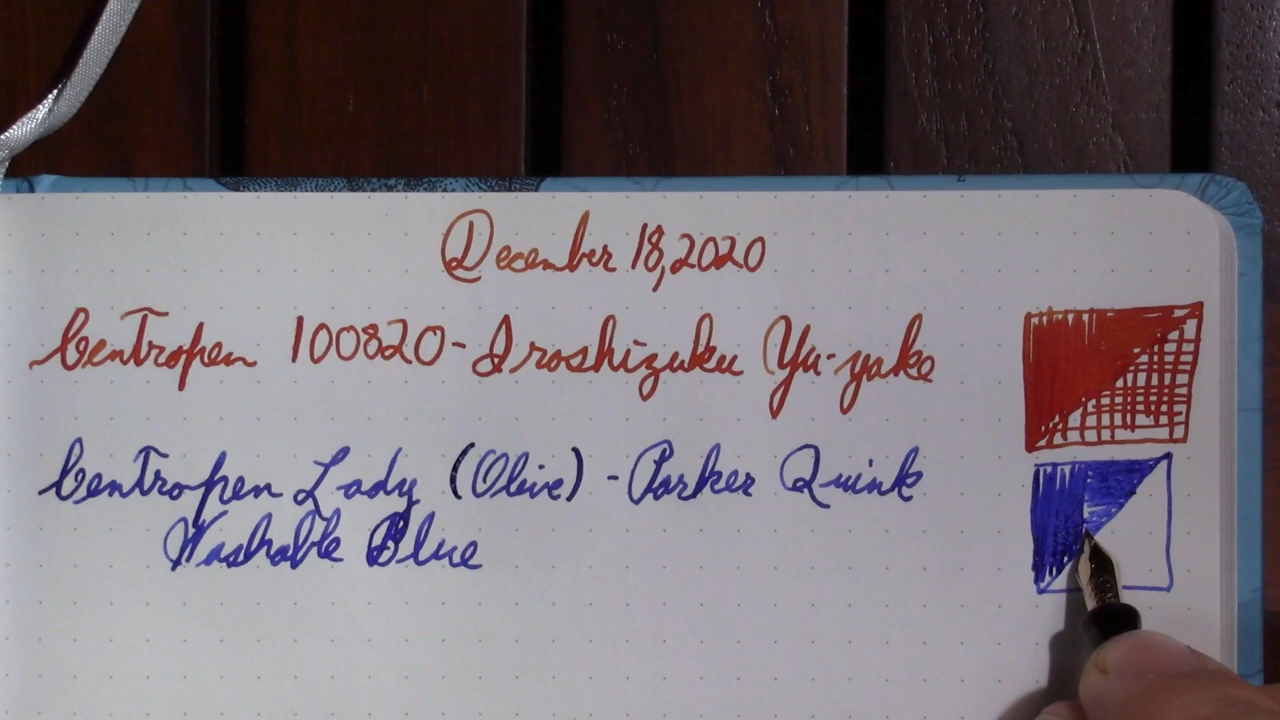 December 18, 2020
Centropen 100820 - Iroshizuku Yu-yake
Centropen Lady (Olive) - Parker Quink
Washable Blue